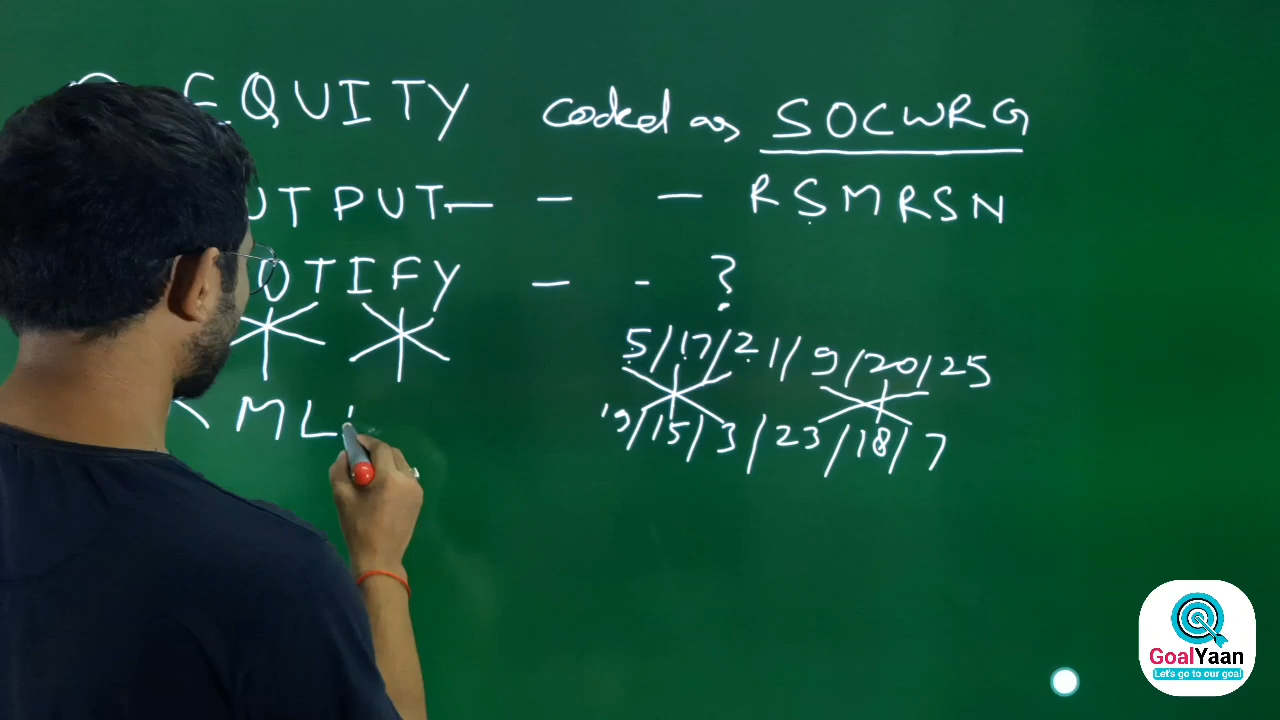 EQUITY coded as SOCWRG
UTPUT - - - RSMRSN
OTIFY - - ?
5/17/21/9/20/25
19/15/3/23/18/7
ML
GoalYaan
Let's go to our goal